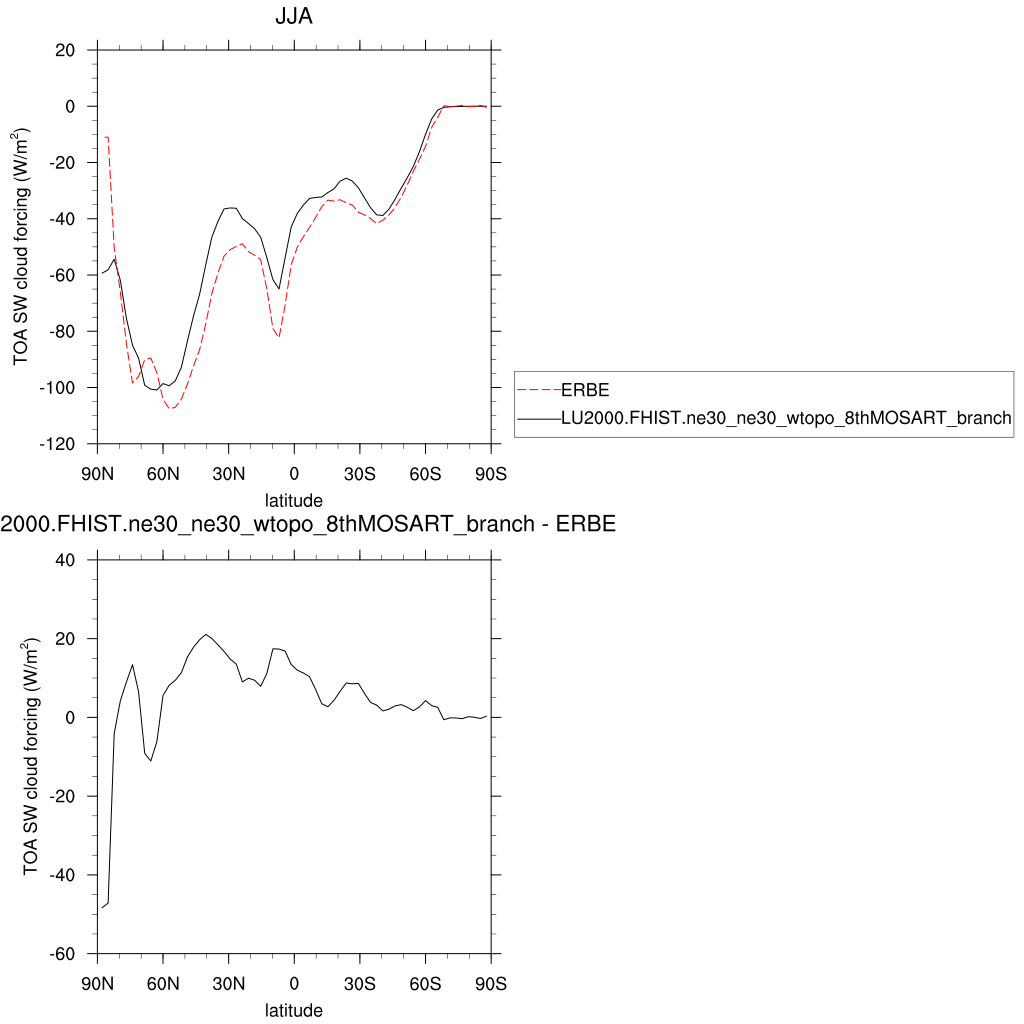 JJA
20
0
-20
-40
-60
-80
-100
-120
TOA SW cloud forcing (W/m²)
90N 60N 30N 0 30S 60S 90S
latitude
ERBE
LU2000.FHIST.ne30_ne30_wtopo_8thMOSART_branch
2000.FHIST.ne30_ne30_wtopo_8thMOSART_branch - ERBE
40
20
0
-20
-40
-60
TOA SW cloud forcing (W/m²)
90N 60N 30N 0 30S 60S 90S
latitude